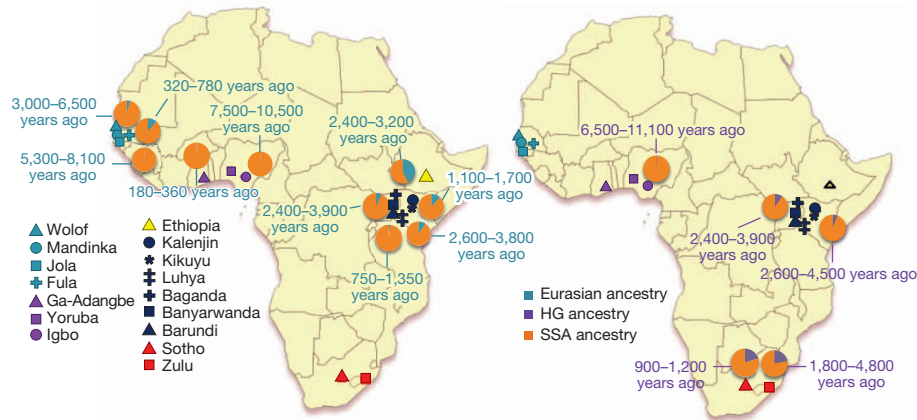 320–780 years ago
3,000–6,500
years ago
7,500–10,500
years ago
2,400–3,200
years ago
1,100–1,700
years ago
5,300–8,100
years ago
180–360 years ago
2,400–3,900
years ago
2,600–3,800
years ago
750–1,350
years ago
Wolof
Mandinka
Jola
Fula
Ga-Adangbe
Yoruba
Igbo
Ethiopia
Kalenjin
Kikuyu
Luhya
Baganda
Banyarwanda
Barundi
Sotho
Zulu
6,500–11,100 years ago
2,400–3,900
years ago
2,600–4,500 years ago
Eurasian ancestry
HG ancestry
SSA ancestry
900–1,200
years ago
1,800–4,800
years ago